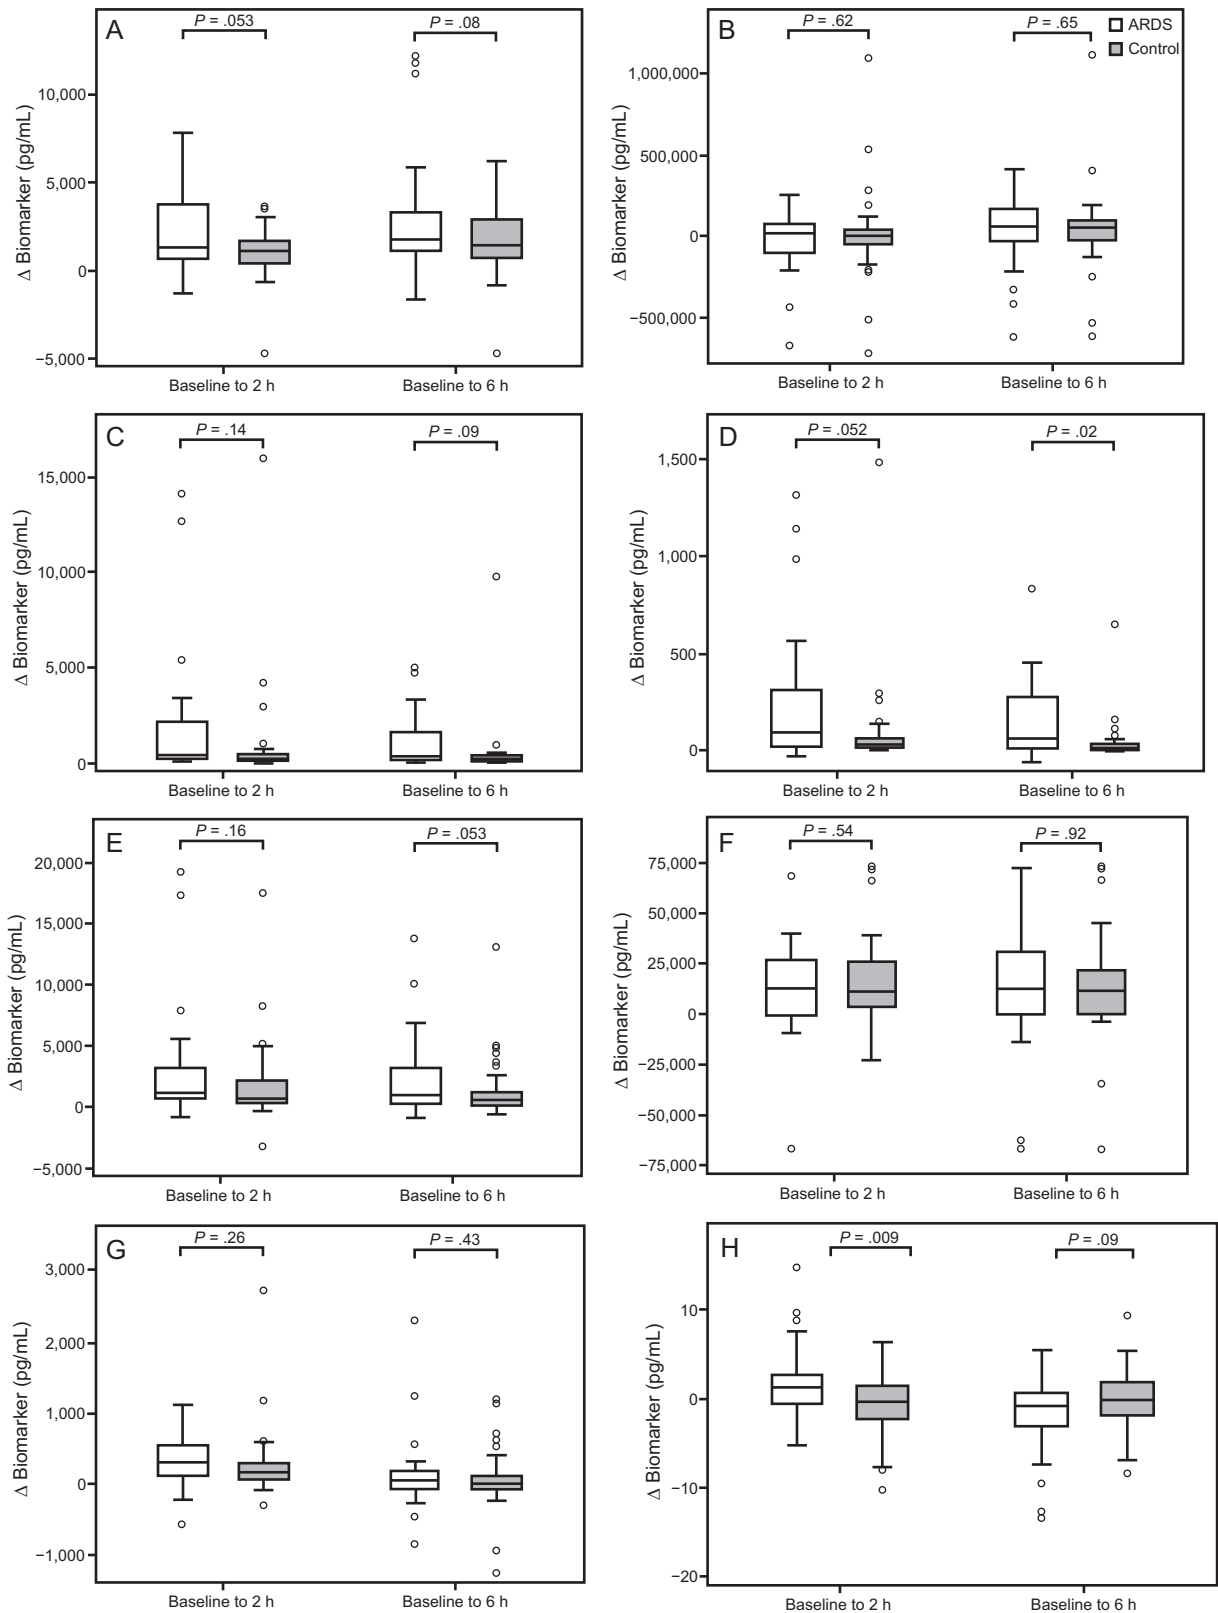 A
P = .053
P = .08
10,000
5,000
0
−5,000
Δ Biomarker (pg/mL)
Baseline to 2 h
Baseline to 6 h
B
P = .62
P = .65
ARDS
Control
1,000,000
500,000
0
−500,000
Δ Biomarker (pg/mL)
Baseline to 2 h
Baseline to 6 h
C
P = .14
P = .09
15,000
10,000
5,000
0
Δ Biomarker (pg/mL)
Baseline to 2 h
Baseline to 6 h
D
P = .052
P = .02
1,500
1,000
500
0
Δ Biomarker (pg/mL)
Baseline to 2 h
Baseline to 6 h
E
P = .16
P = .053
20,000
15,000
10,000
5,000
0
−5,000
Δ Biomarker (pg/mL)
Baseline to 2 h
Baseline to 6 h
F
P = .54
P = .92
75,000
50,000
25,000
0
−25,000
−50,000
−75,000
Δ Biomarker (pg/mL)
Baseline to 2 h
Baseline to 6 h
G
P = .26
P = .43
3,000
2,000
1,000
0
−1,000
Δ Biomarker (pg/mL)
Baseline to 2 h
Baseline to 6 h
H
P = .009
P = .09
10
0
−10
−20
Δ Biomarker (pg/mL)
Baseline to 2 h
Baseline to 6 h